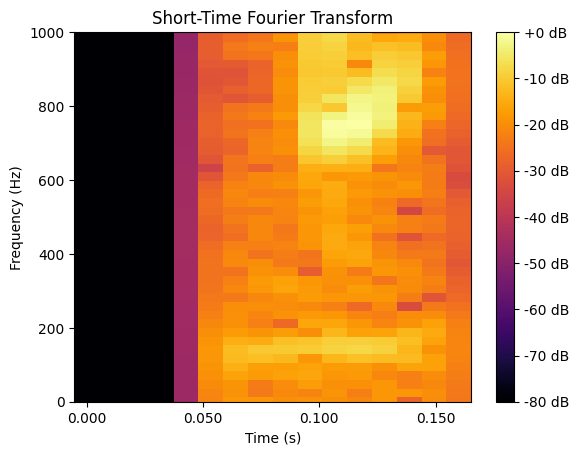 Short-Time Fourier Transform
1000
800
600
400
200
0
Frequency (Hz)
0.000
0.050
0.100
0.150
Time (s)
+0 dB
-10 dB
-20 dB
-30 dB
-40 dB
-50 dB
-60 dB
-70 dB
-80 dB